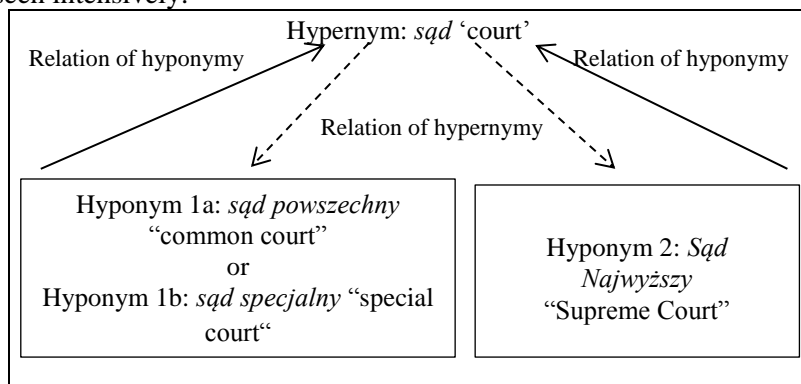 seen intensively.
Hypernym: sąd ‘court’
Relation of hyponymy
Relation of hyponymy
Relation of hypernymy
Hyponym 1a: sąd powszechny
“common court”
or
Hyponym 1b: sąd specjalny “special
court“
Hyponym 2: Sąd
Najwyższy
“Supreme Court”